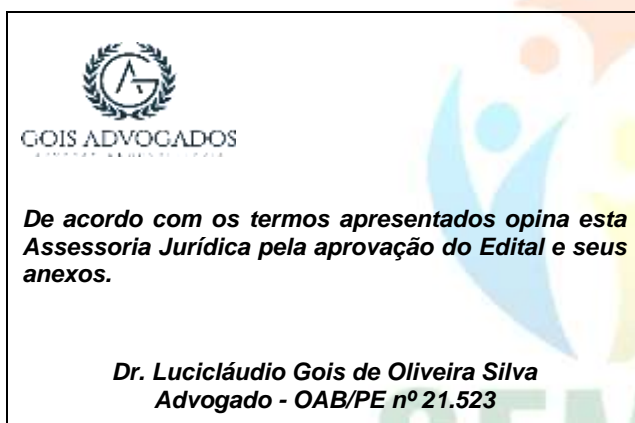 GOIS ADVOGADOS
De acordo com os termos apresentados opina esta
Assessoria Jurídica pela aprovação do Edital e seus
anexos.
Dr. Lucicláudio Gois de Oliveira Silva
Advogado - OAB/PE nº 21.523